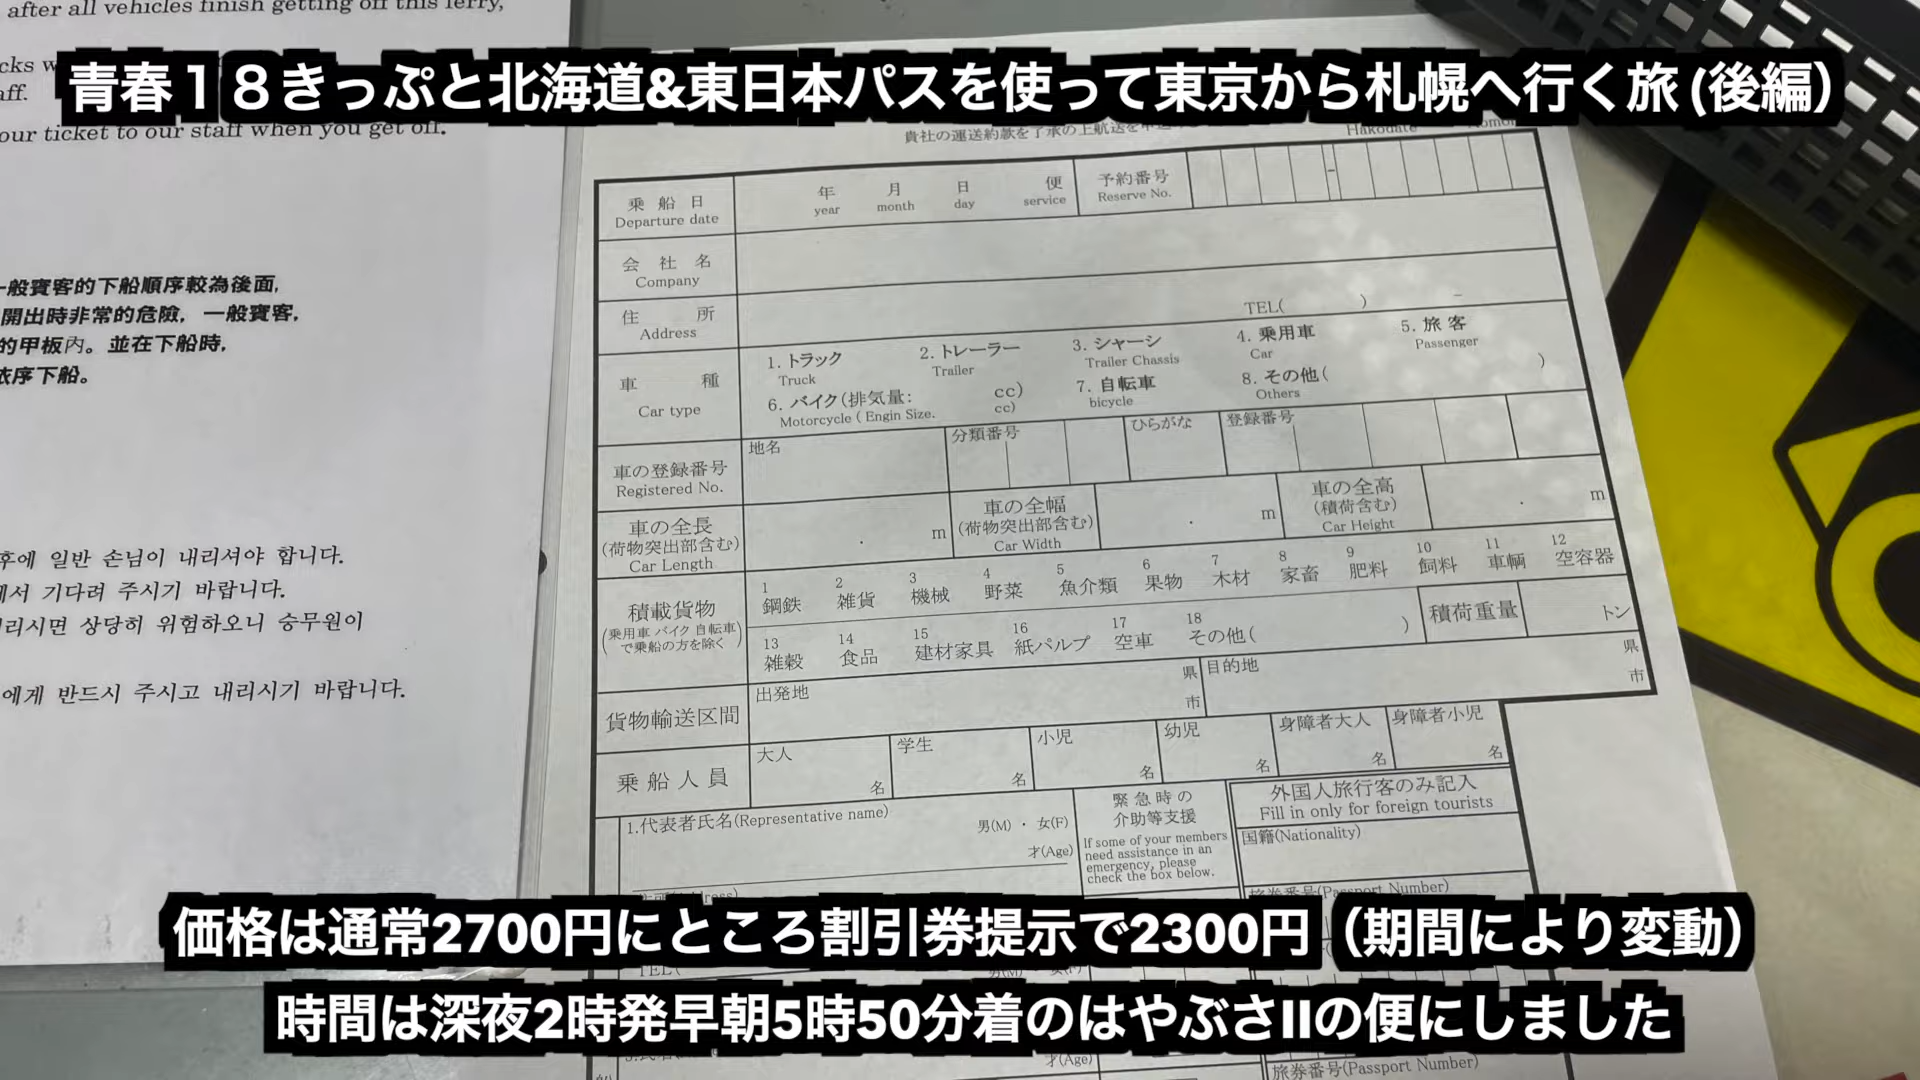 青春１８きっぷと北海道&東日本パスを使って東京から札幌へ行く旅(後編)
after all vehicles finish getting off this ferry,
our ticket to our staff when you get off.
一般賓客的下船順序較為後面,
開出時非常的危險, 一般賓客,
的甲板内。並在下船時,
依序下船。
후에 일반 손님이 내리셔야 합니다.
에서 기다려 주시기 바랍니다.
내리시면 상당히 위험하오니 승무원이
에게 반드시 주시고 내리시기 바랍니다.
貴社の運送約款を了承の上航送を
Hakodate
乗船日 年 月 日 便 予約番号
Departure date year month day service Reserve No.
会社名
Company
住所 TEL( ) -
Address
車種
Car type
1. トラック 2. トレーラー 3. シャーシ 4. 乗用車 5. 旅客
Truck Trailer Trailer Chassis Car Passenger
6. バイク(排気量: cc) 7. 自転車 8. その他( )
Motorcycle ( Engin Size. cc) bicycle Others
車の登録番号 地名 分類番号 ひらがな 登録番号
Registered No.
車の全長 . m 車の全幅 . m 車の全高 . m
(荷物突出部含む) (荷物突出部含む) (積荷含む)
Car Length Car Width Car Height
積載貨物
(乗用車 バイク 自転車で乗船の方を除く)
1 2 3 4 5 6 7 8 9 10 11 12
鋼鉄 雑貨 機械 野菜 魚介類 果物 木材 家畜 肥料 飼料 車輌 空容器
13 14 15 16 17 18
雑穀 食品 建材家具 紙パルプ 空車 その他( ) 積荷重量 トン
貨物輸送区間 出発地 県 市 目的地 県 市
乗船人員 大人 名 学生 名 小児 名 幼児 名 身障者大人 名 身障者小児 名
1.代表者氏名(Representative name) 男(M) ・ 女(F)
才(Age)
緊急時の
介助等支援
If some of your members
need assistance in an
emergency, please
check the box below.
外国人旅行客のみ記入
Fill in only for foreign tourists
国籍(Nationality)
旅券番号(Passport Number)
価格は通常2700円にところ割引券提示で2300円（期間により変動）
時間は深夜2時発早朝5時50分着のはやぶさIIの便にしました
才(Age)
旅券番号(Passport Number)